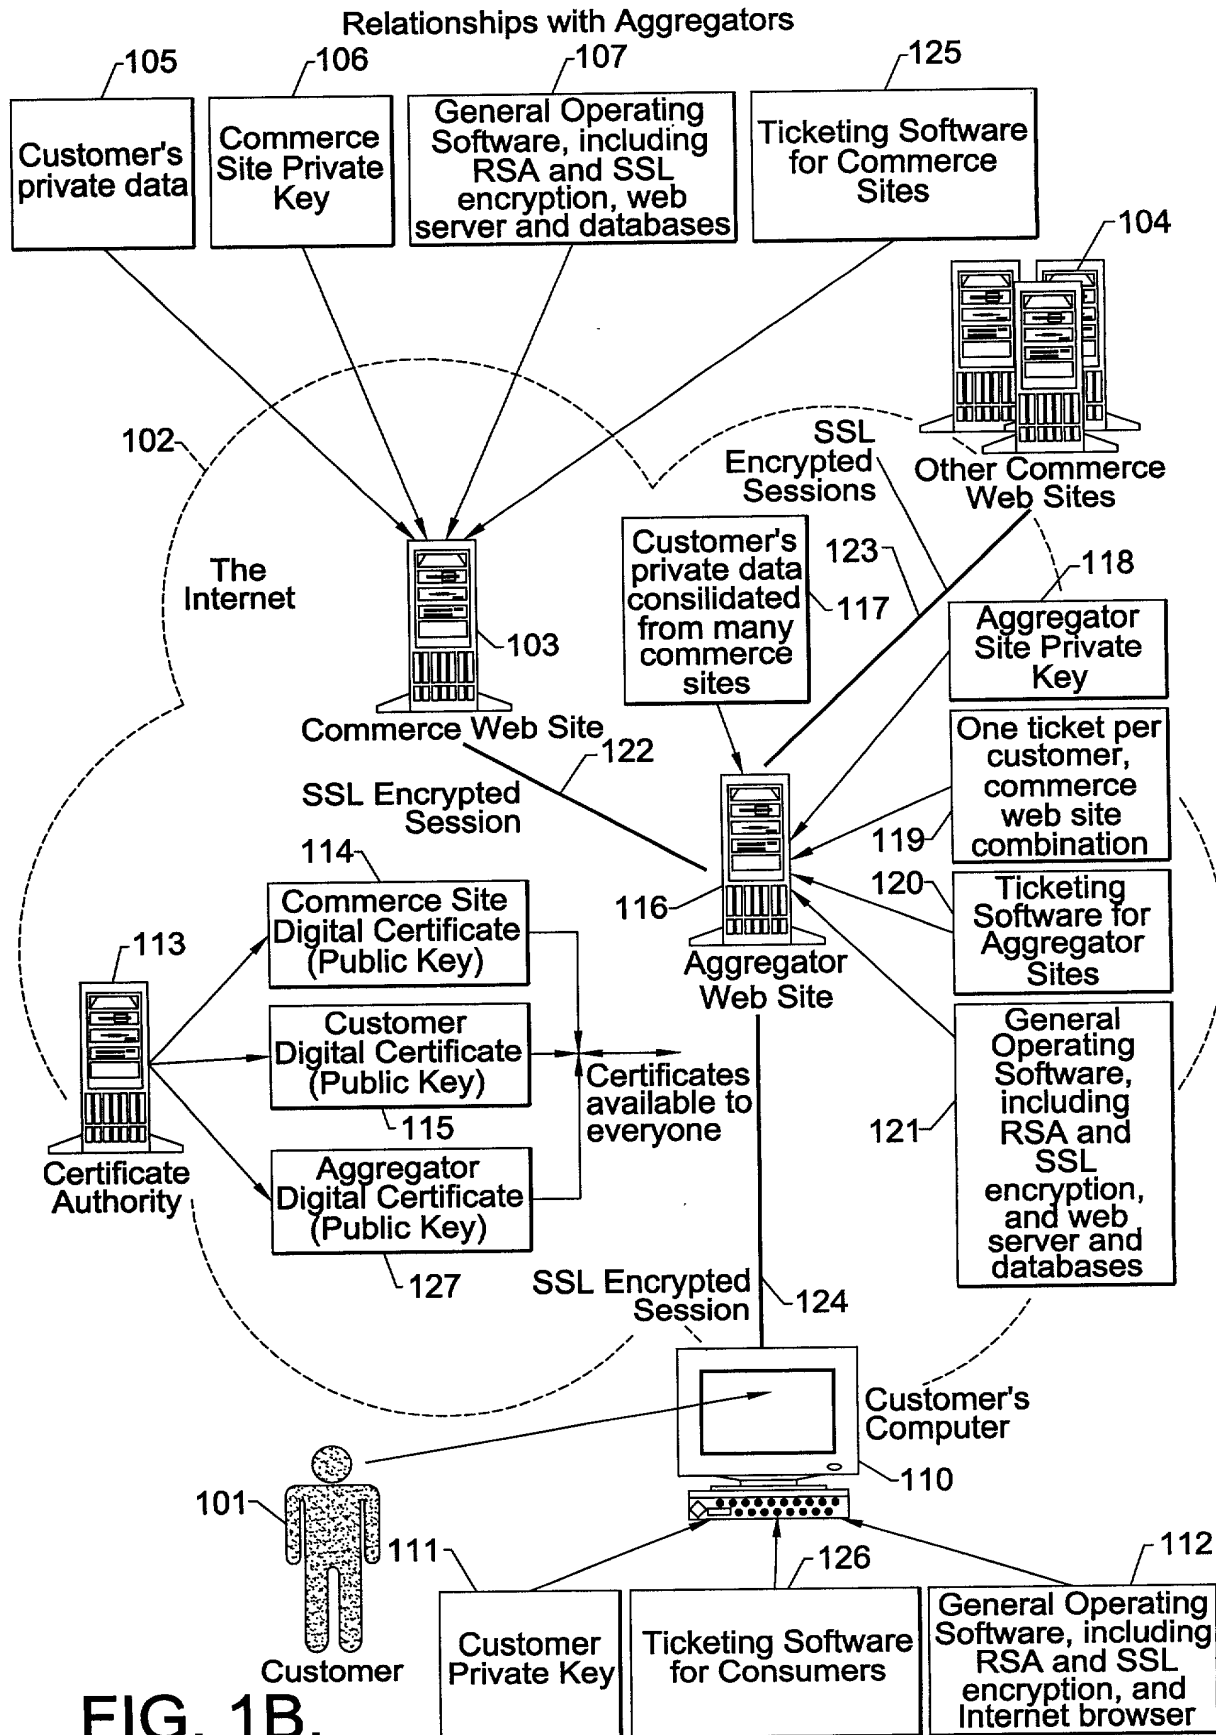 Relationships with Aggregators
105
106
107
125
Customer's
private data
Commerce
Site Private
Key
General Operating
Software, including
RSA and SSL
encryption, web
server and databases
Ticketing Software
for Commerce
Sites
104
102
SSL
Encrypted
Sessions
Other Commerce
Web Sites
The
Internet
103
Commerce Web Site
Customer's
private data
consilidated
from many
commerce
sites
123
117
118
Aggregator
Site Private
Key
122
SSL Encrypted
Session
One ticket per
customer,
commerce
web site
combination
119
114
Commerce Site
Digital Certificate
(Public Key)
116
120
Ticketing
Software for
Aggregator
Sites
113
Aggregator
Web Site
Customer
Digital Certificate
(Public Key)
115
Certificates
available to
everyone
General
Operating
Software,
including
RSA and
SSL
encryption,
and web
server and
databases
121
Certificate
Authority
Aggregator
Digital Certificate
(Public Key)
127
SSL Encrypted
Session
124
Customer's
Computer
110
101
Customer
111
126
112
Customer
Private Key
Ticketing Software
for Consumers
General Operating
Software, including
RSA and SSL
encryption, and
Internet browser
FIG. 1B.